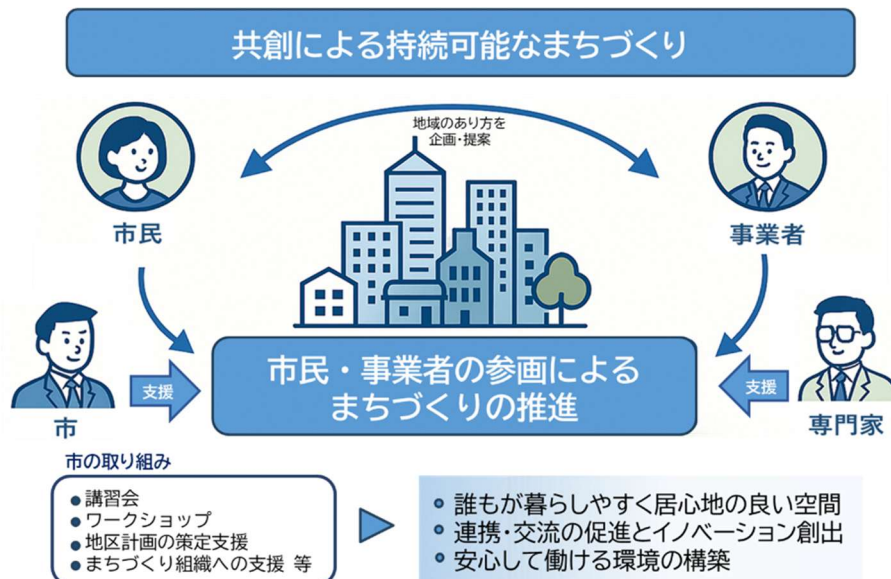 共創による持続可能なまちづくり
地域のあり方を
企画・提案
市民
事業者
市民・事業者の参画による
まちづくりの推進
支援
支援
市
専門家
市の取り組み
●講習会
●ワークショップ
●地区計画の策定支援
●まちづくり組織への支援 等
誰もが暮らしやすく居心地の良い空間
連携・交流の促進とイノベーション創出
安心して働ける環境の構築